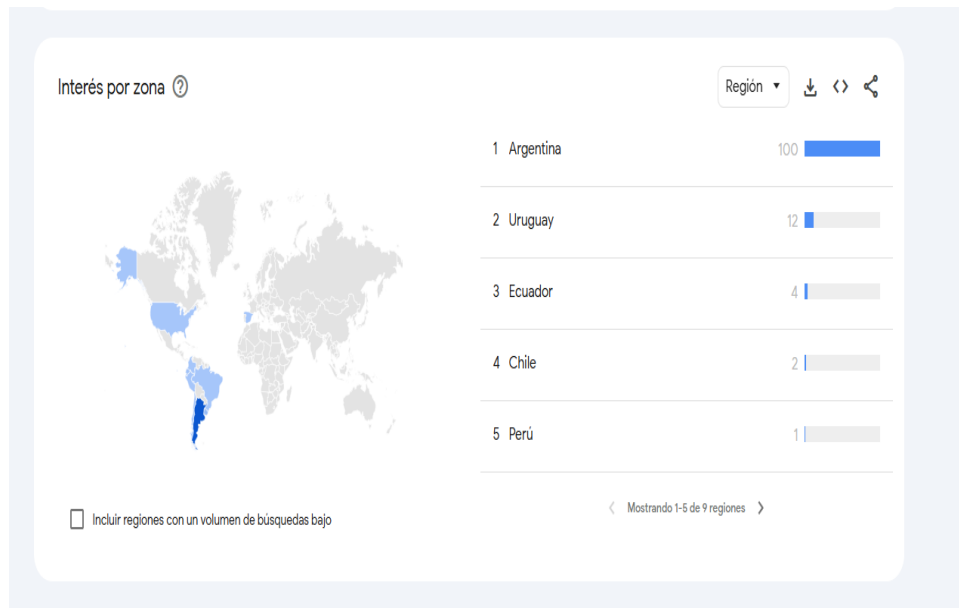 Interés por zona
Región
1 Argentina 100
2 Uruguay 12
3 Ecuador 4
4 Chile 2
5 Perú 1
Incluir regiones con un volumen de búsquedas bajo
Mostrando 1-5 de 9 regiones